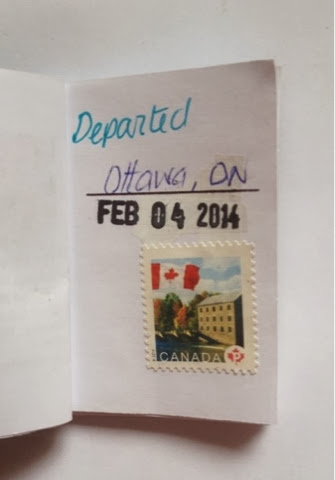 Departed
Ottawa, ON
FEB 04 2014
CANADA P